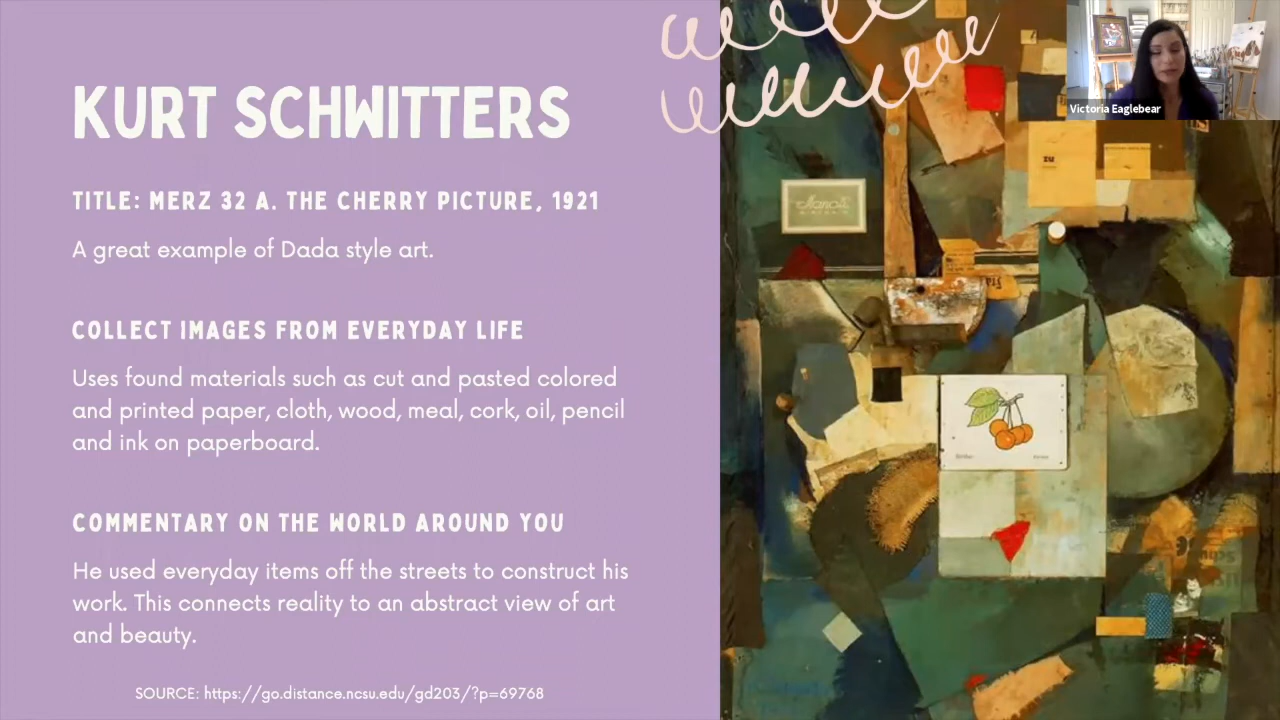 KURT SCHWITTERS
TITLE: MERZ 32 A. THE CHERRY PICTURE, 1921
A great example of Dada style art.
COLLECT IMAGES FROM EVERYDAY LIFE
Uses found materials such as cut and pasted colored
and printed paper, cloth, wood, meal, cork, oil, pencil
and ink on paperboard.
COMMENTARY ON THE WORLD AROUND YOU
He used everyday items off the streets to construct his
work. This connects reality to an abstract view of art
and beauty.
SOURCE: https://go.distance.ncsu.edu/gd203/?p=69768
Victoria Eaglebear
zu